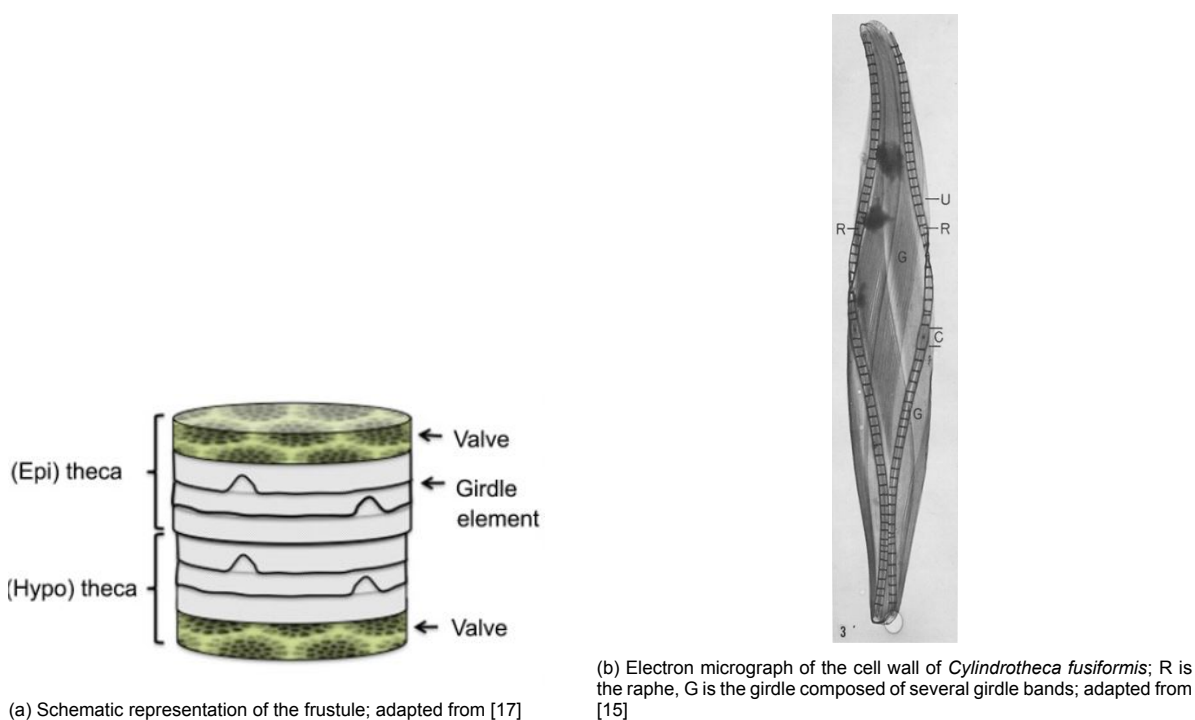 (Epi) theca
(Hypo) theca
Valve
Girdle
element
Valve
(a) Schematic representation of the frustule; adapted from [17]
U
R
R
G
C
G
3
(b) Electron micrograph of the cell wall of Cylindrotheca fusiformis; R is
the raphe, G is the girdle composed of several girdle bands; adapted from
[15]